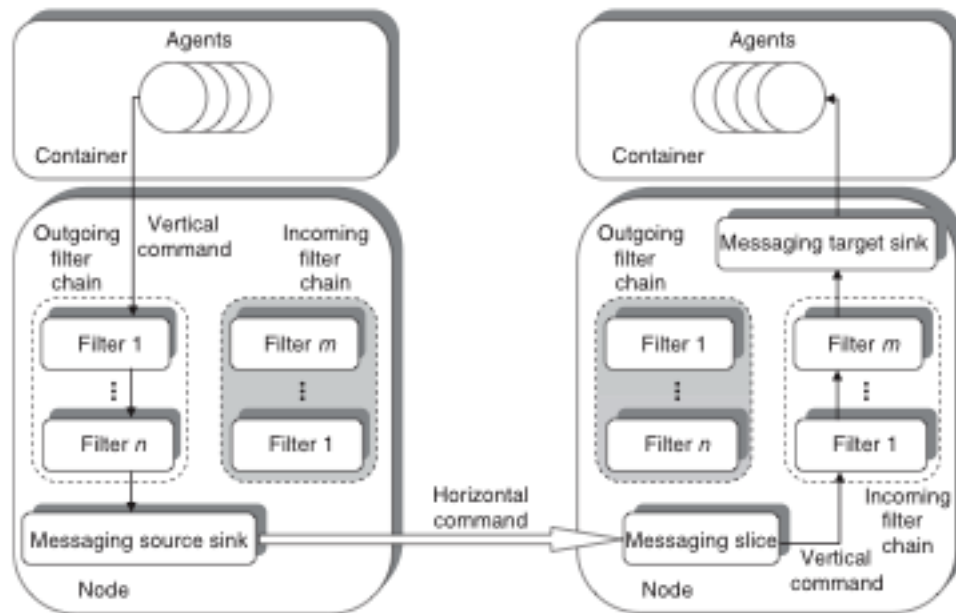 Agents
Container
Vertical
command
Outgoing
filter
chain
Incoming
filter
chain
Filter 1
⋮
Filter n
Filter m
⋮
Filter 1
Messaging source sink
Node
Horizontal
command
Agents
Container
Messaging target sink
Outgoing
filter
chain
Filter 1
⋮
Filter n
Filter m
⋮
Filter 1
Incoming
filter
chain
Messaging slice
Vertical
command
Node